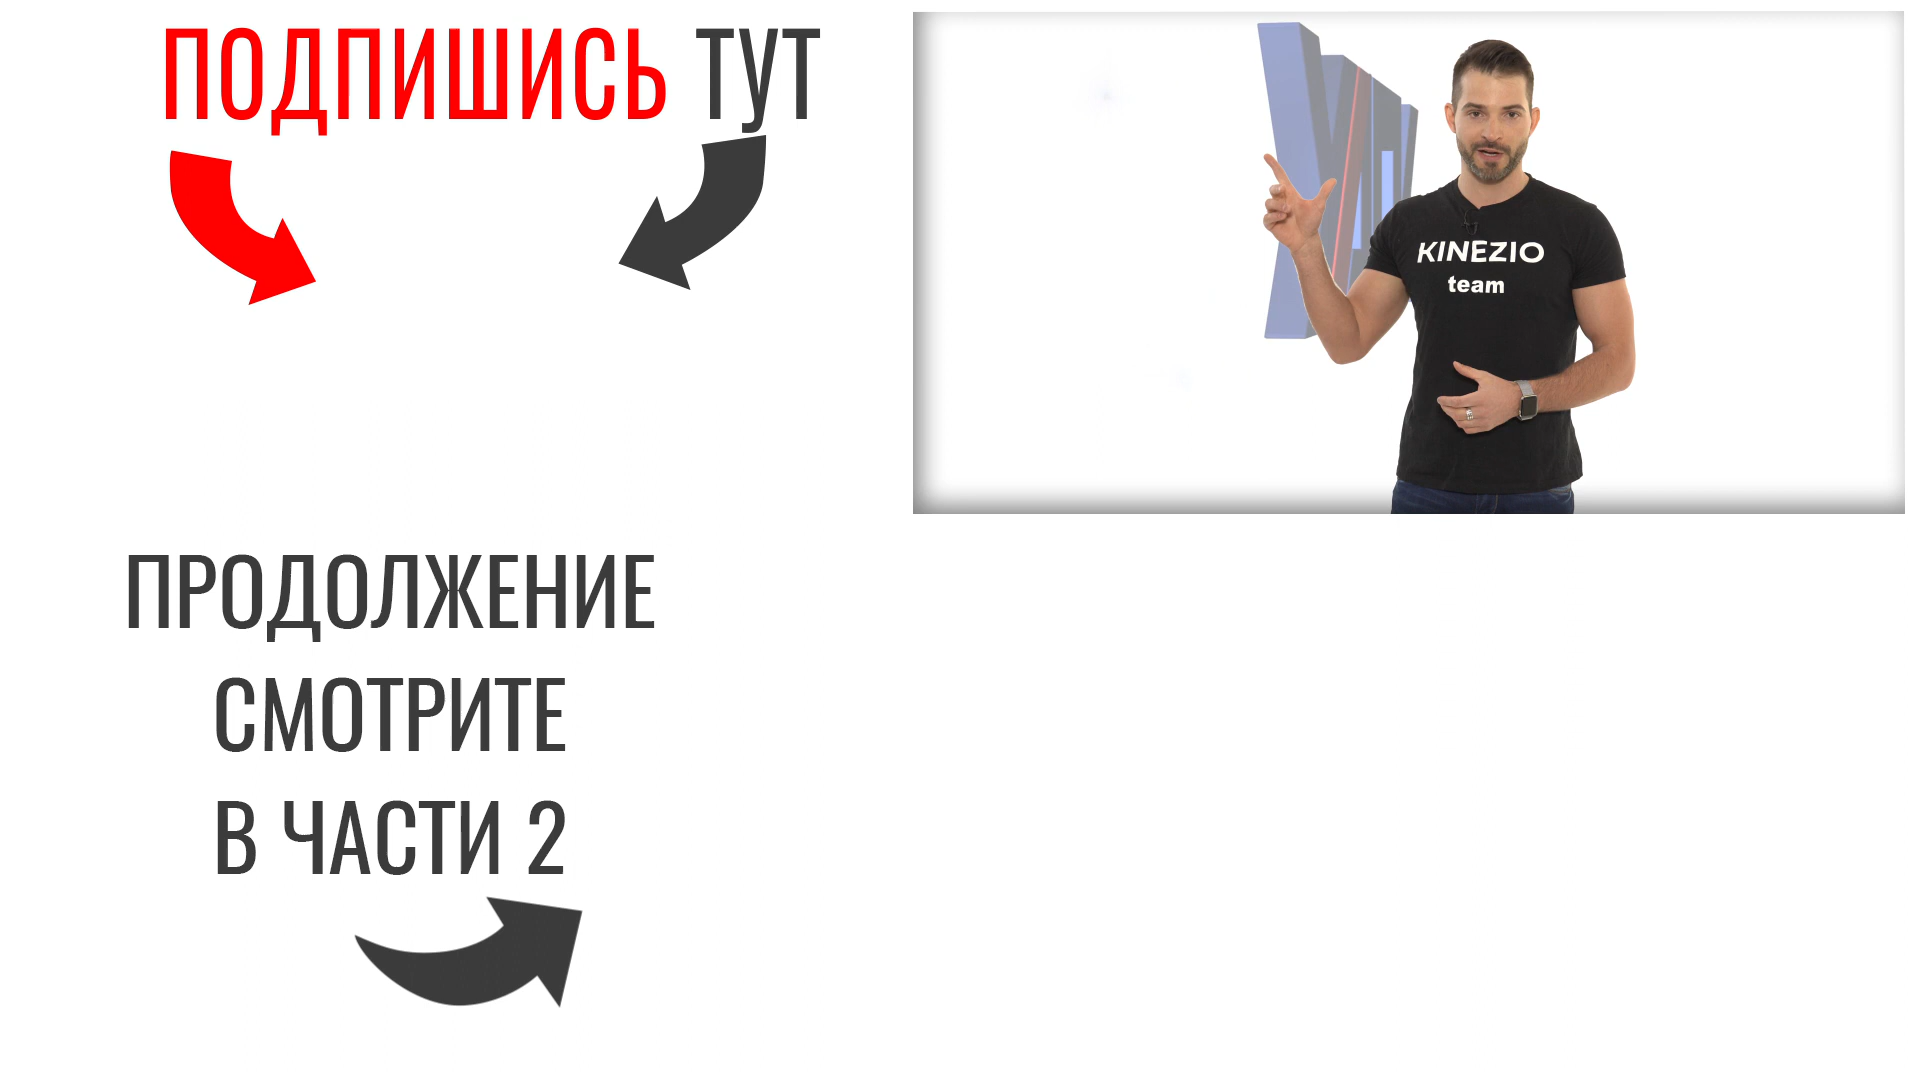 ПОДПИШИСЬ ТУТ
KINEZIO
team
ПРОДОЛЖЕНИЕ
СМОТРИТЕ
В ЧАСТИ 2